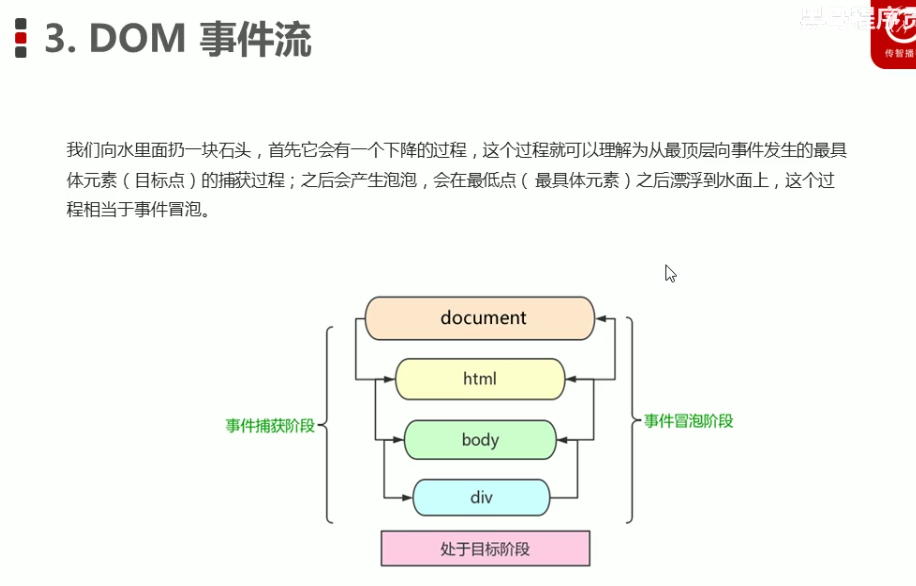 3. DOM 事件流
黑马程序员
传智播
我们向水里面扔一块石头，首先它会有一个下降的过程，这个过程就可以理解为从最顶层向事件发生的最具
体元素（目标点）的捕获过程；之后会产生泡泡，会在最低点（ 最具体元素）之后漂浮到水面上，这个过
程相当于事件冒泡。
document
html
事件捕获阶段
事件冒泡阶段
body
div
处于目标阶段